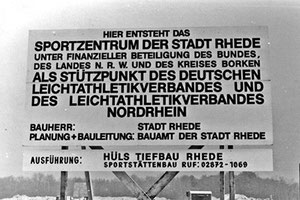 HIER ENTSTEHT DAS
SPORTZENTRUM DER STADT RHEDE
UNTER FINANZIELLER BETEILIGUNG DES BUNDES,
DES LANDES N.R.W. UND DES KREISES BORKEN
ALS STÜTZPUNKT DES DEUTSCHEN
LEICHTATHLETIKVERBANDES UND
DES LEICHTATHLETIKVERBANDES
NORDRHEIN
BAUHERR: STADT RHEDE
PLANUNG+BAULEITUNG: BAUAMT DER STADT RHEDE
AUSFÜHRUNG: HÜLS TIEFBAU RHEDE
SPORTSTÄTTENBAU RUF: 02872-1069